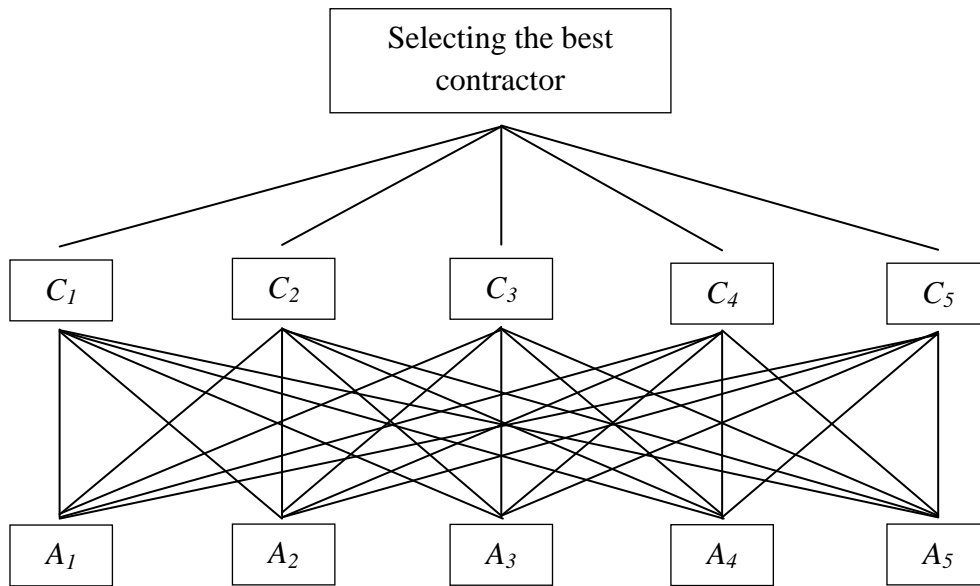 Selecting the best
contractor
C₁ C₂ C₃ C₄ C₅
A₁ A₂ A₃ A₄ A₅